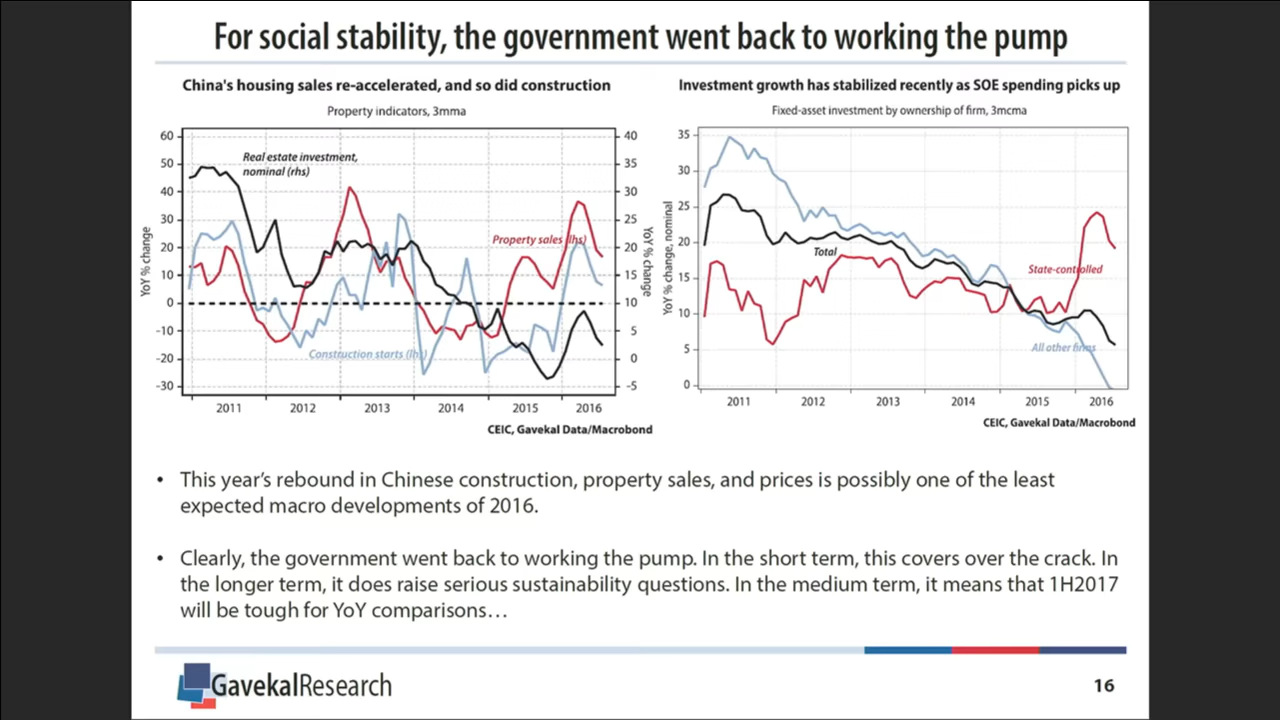 For social stability, the government went back to working the pump
China's housing sales re-accelerated, and so did construction
Property indicators, 3mma
60
50
40
30
20
10
0
-10
-20
-30
YoY % change
40
35
30
25
20
15
10
5
0
-5
YoY % change
Real estate investment,
nominal (rhs)
Property sales (lhs)
Construction starts (lhs)
2011 2012 2013 2014 2015 2016
CEIC, Gavekal Data/Macrobond
Investment growth has stabilized recently as SOE spending picks up
Fixed-asset investment by ownership of firm, 3mcma
35
30
25
20
15
10
5
0
YoY % change, nominal
Total
State-controlled
All other firms
2011 2012 2013 2014 2015 2016
CEIC, Gavekal Data/Macrobond
• This year's rebound in Chinese construction, property sales, and prices is possibly one of the least
expected macro developments of 2016.
• Clearly, the government went back to working the pump. In the short term, this covers over the crack. In
the longer term, it does raise serious sustainability questions. In the medium term, it means that 1H2017
will be tough for YoY comparisons…
GavekalResearch
16